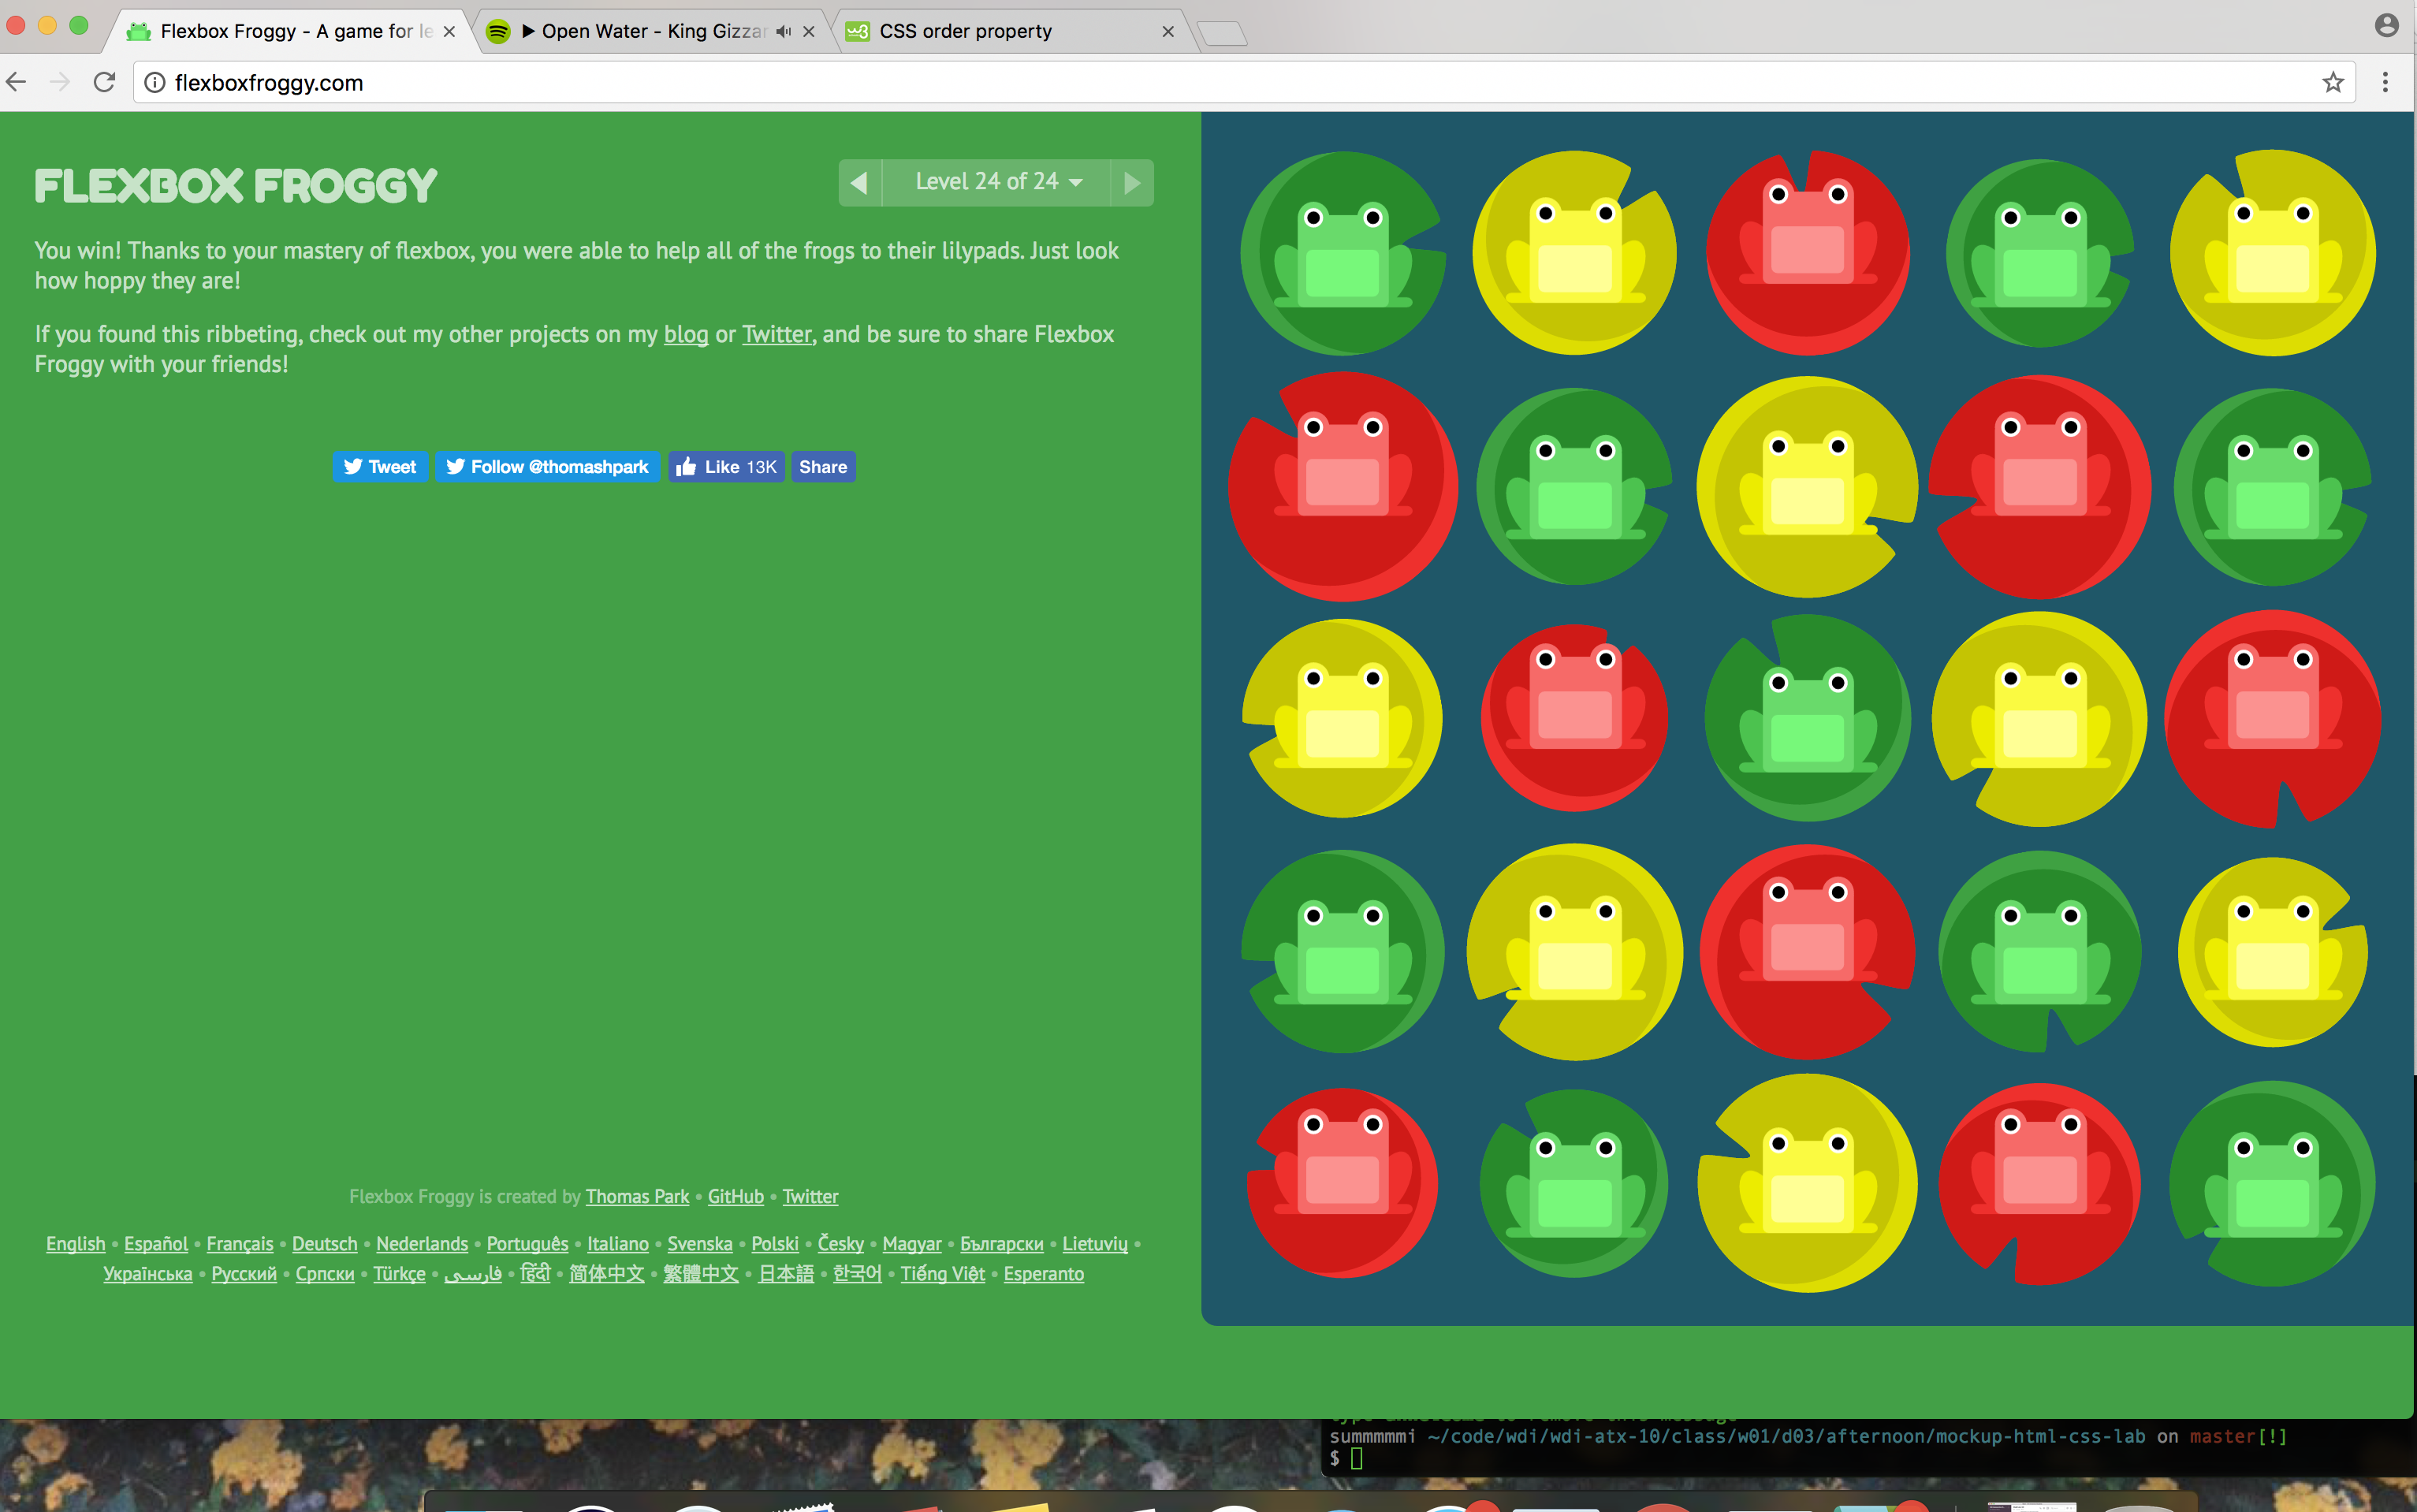 Flexbox Froggy - A game for le
▶ Open Water - King Gizzar
CSS order property
flexboxfroggy.com
FLEXBOX FROGGY
Level 24 of 24
You win! Thanks to your mastery of flexbox, you were able to help all of the frogs to their lilypads. Just look
how hoppy they are!
If you found this ribbeting, check out my other projects on my blog or Twitter, and be sure to share Flexbox
Froggy with your friends!
Tweet Follow @thomashpark Like 13K Share
Flexbox Froggy is created by Thomas Park • GitHub • Twitter
English • Español • Français • Deutsch • Nederlands • Português • Italiano • Svenska • Polski • Česky • Magyar • Български • Lietuvių •
Українська • Русский • Српски • Türkçe • فارسی • हिंदी • 简体中文 • 繁體中文 • 日本語 • 한국어 • Tiếng Việt • Esperanto
summmmmi ~/code/wdi/wdi-atx-10/class/w01/d03/afternoon/mockup-html-css-lab on master[!]
$